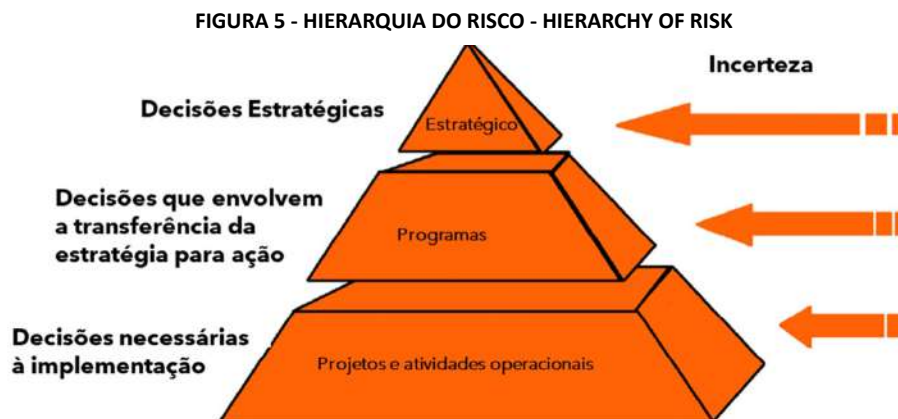 FIGURA 5 - HIERARQUIA DO RISCO - HIERARCHY OF RISK
Incerteza
Decisões Estratégicas
Estratégico
Decisões que envolvem
a transferência da
estratégia para ação
Programas
Decisões necessárias
à implementação
Projetos e atividades operacionais